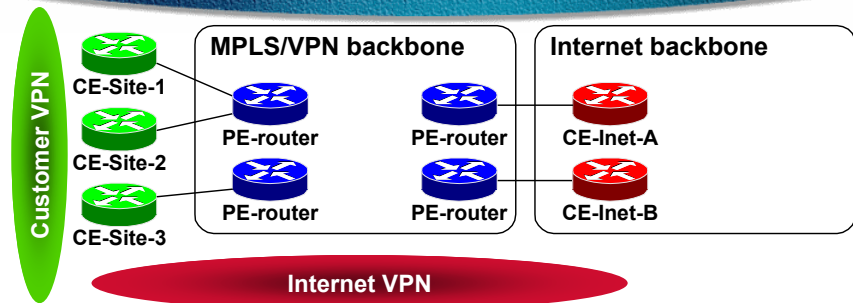 Customer VPN
MPLS/VPN backbone
Internet backbone
CE-Site-1
PE-router
PE-router
CE-Inet-A
CE-Site-2
PE-router
PE-router
CE-Inet-B
CE-Site-3
Internet VPN